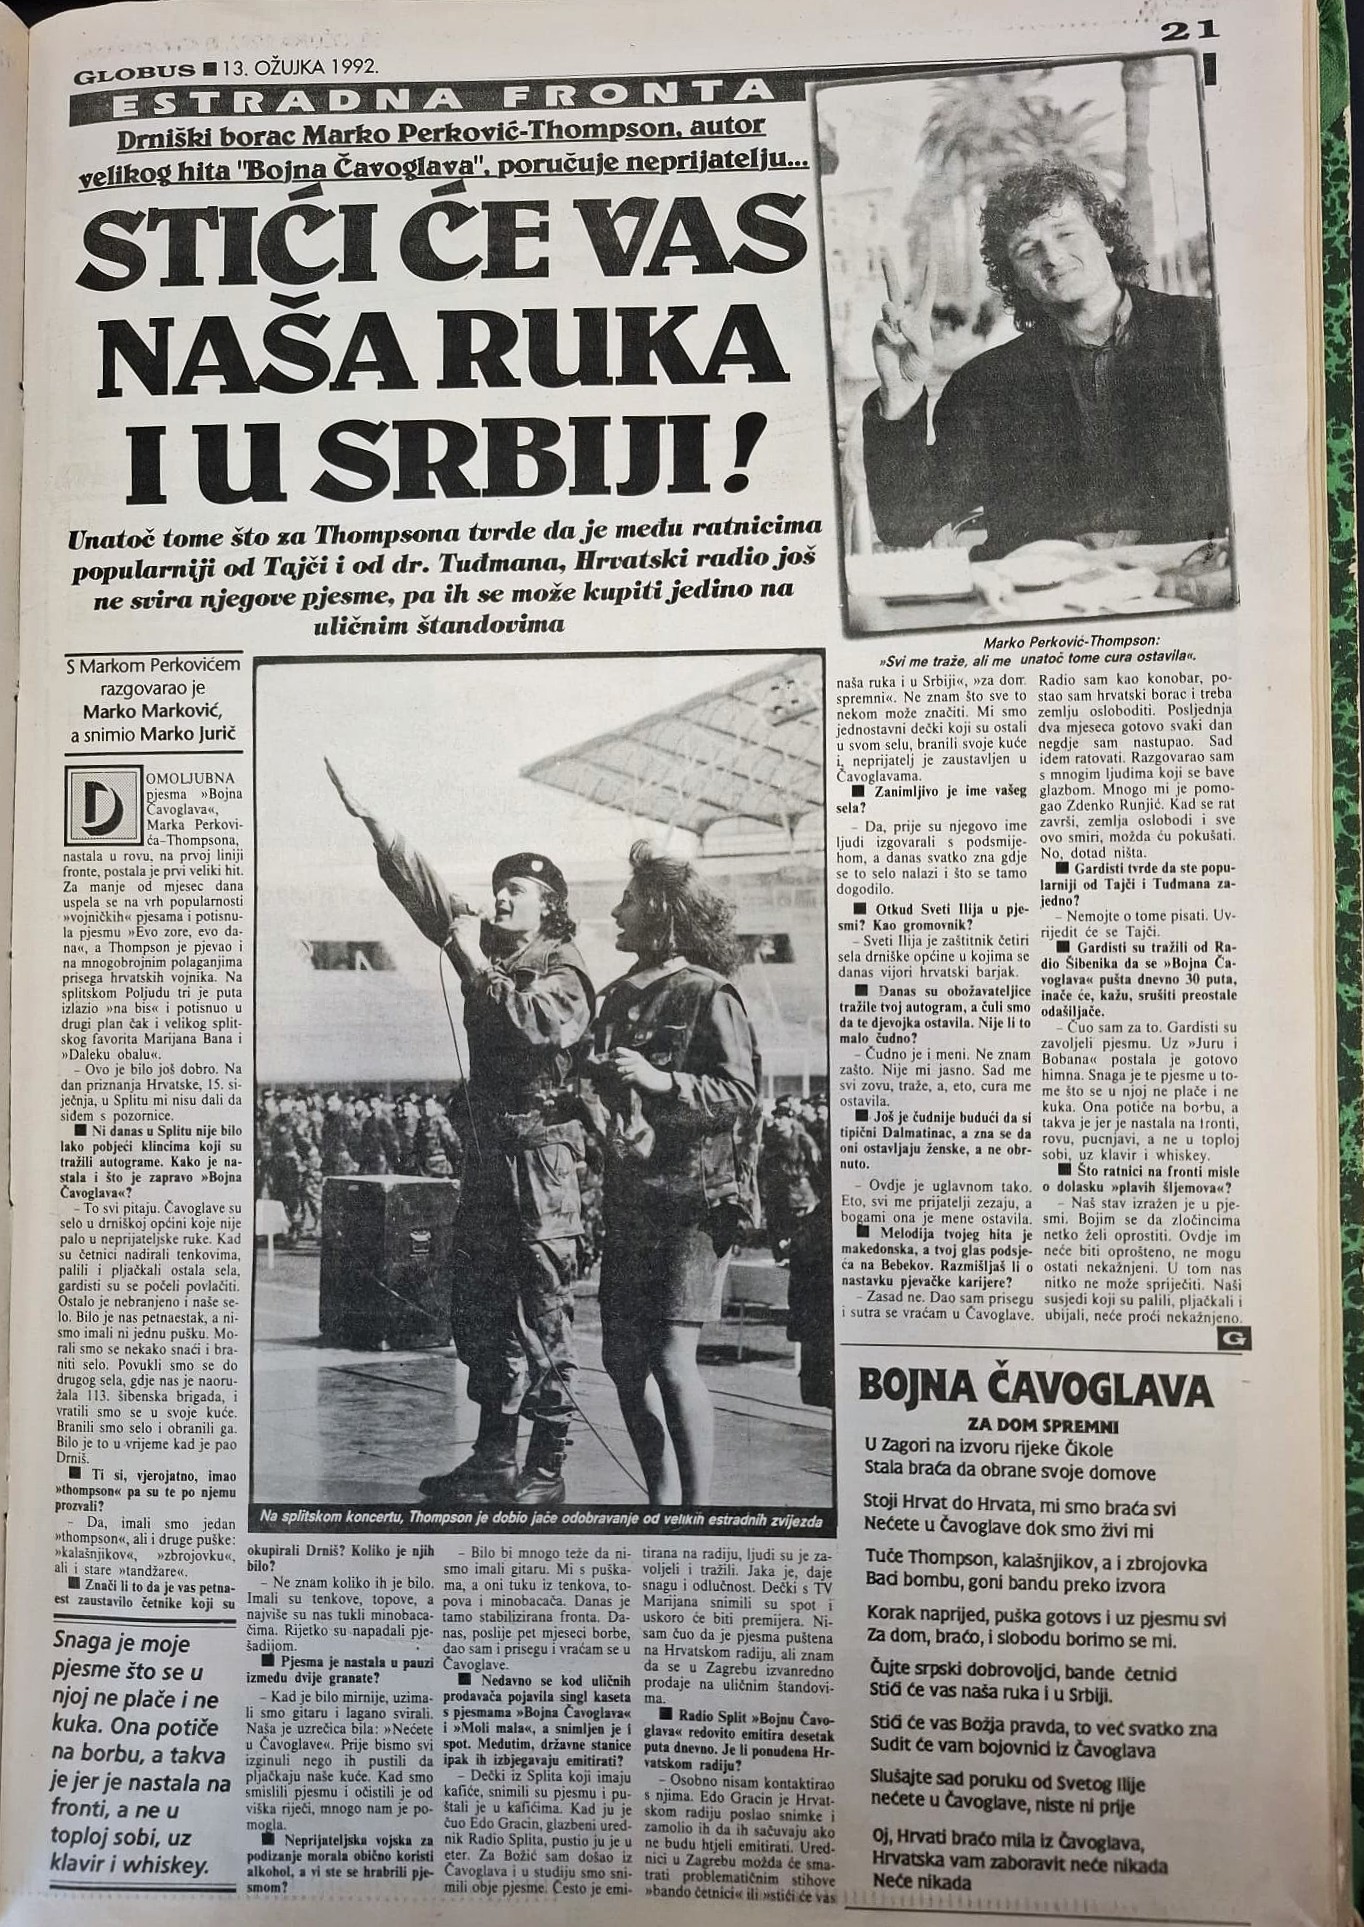 21
GLOBUS ■ 13. OŽUJKA 1992.
ESTRADNA FRONTA
Drniški borac Marko Perković-Thompson, autor
velikog hita "Bojna Čavoglava", poručuje neprijatelju...
STIĆI ĆE VAS
NAŠA RUKA
I U SRBIJI!
Unatoč tome što za Thompsona tvrde da je među ratnicima
popularniji od Tajči i od dr. Tuđmana, Hrvatski radio još
ne svira njegove pjesme, pa ih se može kupiti jedino na
uličnim štandovima
Marko Perković-Thompson:
»Svi me traže, ali me unatoč tome cura ostavila«.
S Markom Perkovićem
razgovarao je
Marko Marković,
a snimio Marko Jurič
DOMOLJUBNA
pjesma »Bojna
Čavoglava«,
Marka Perkovi-
ća-Thompsona,
nastala u rovu, na prvoj liniji
fronte, postala je prvi veliki hit.
Za manje od mjesec dana
uspela se na vrh popularnosti
»vojničkih« pjesama i potisnu-
la pjesmu »Evo zore, evo da-
na«, a Thompson je pjevao i
na mnogobrojnim polaganjima
prisega hrvatskih vojnika. Na
splitskom Poljudu tri je puta
izlazio »na bis« i potisnuo u
drugi plan čak i velikog split-
skog favorita Marijana Bana i
»Daleku obalu«.
– Ovo je bilo još dobro. Na
dan priznanja Hrvatske, 15. si-
ječnja, u Splitu mi nisu dali da
siđem s pozornice.
■ Ni danas u Splitu nije bilo
lako pobjeći klincima koji su
tražili autograme. Kako je na-
stala i što je zapravo »Bojna
Čavoglava«?
– To svi pitaju. Čavoglave su
selo u drniškoj općini koje nije
palo u neprijateljske ruke. Kad
su četnici nadirali tenkovima,
palili i pljačkali ostala sela,
gardisti su se počeli povlačiti.
Ostalo je nebranjeno i naše se-
lo. Bilo je nas petnaestak, a ni-
smo imali ni jednu pušku. Mo-
rali smo se nekako snaći i bra-
niti selo. Povukli smo se do
drugog sela, gdje nas je naoru-
žala 113. šibenska brigada, i
vratili smo se u svoje kuće.
Branili smo selo i obranili ga.
Bilo je to u vrijeme kad je pao
Drniš.
■ Ti si, vjerojatno, imao
»thompson« pa su te po njemu
prozvali?
– Da, imali smo jedan
»thompson«, ali i druge puške:
»kalašnjikov«, »zbrojovku«,
ali i stare »tandžare«.
■ Znači li to da je vas petna-
est zaustavilo četnike koji su
Snaga je moje
pjesme što se u
njoj ne plače i ne
kuka. Ona potiče
na borbu, a takva
je jer je nastala na
fronti, a ne u
toploj sobi, uz
klavir i whiskey.
Na splitskom koncertu, Thompson je dobio jače odobravanje od velikih estradnih zvijezda
okupirali Drniš? Koliko je njih
bilo?
– Ne znam koliko ih je bilo.
Imali su tenkove, topove, a
najviše su nas tukli minobaca-
čima. Rijetko su napadali pje-
šadijom.
■ Pjesma je nastala u pauzi
između dvije granate?
– Kad je bilo mirnije, uzima-
li smo gitaru i lagano svirali.
Naša je uzrečica bila: »Nećete
u Čavoglave«. Prije bismo svi
izginuli nego ih pustili da
pljačkaju naše kuće. Kad smo
smislili pjesmu i očistili je od
viška riječi, mnogo nam je po-
mogla.
■ Neprijateljska vojska za
podizanje morala obično koristi
alkohol, a vi ste se hrabrili pje-
smom?
– Bilo bi mnogo teže da ni-
smo imali gitaru. Mi s puška-
ma, a oni tuku iz tenkova, to-
pova i minobacača. Danas je
tamo stabilizirana fronta. Da-
nas, poslije pet mjeseci borbe,
dao sam i prisegu i vraćam se u
Čavoglave.
■ Nedavno se kod uličnih
prodavača pojavila singl kaseta
s pjesmama »Bojna Čavoglava«
i »Moli mala«, a snimljen je i
spot. Međutim, državne stanice
ipak ih izbjegavaju emitirati?
– Dečki iz Splita koji imaju
kafiće, snimili su pjesmu i pu-
štali je u kafićima. Kad ju je
čuo Edo Gracin, glazbeni ured-
nik Radio Splita, pustio ju je u
eter. Za Božić sam došao iz
Čavoglava i u studiju smo sni-
mili obje pjesme. Često je emi-
tirana na radiju, ljudi su je za-
voljeli i tražili. Jaka je, daje
snagu i odlučnost. Dečki s TV
Marijana snimili su spot i
uskoro će biti premijera. Ni-
sam čuo da je pjesma puštena
na Hrvatskom radiju, ali znam
da se u Zagrebu izvanredno
prodaje na uličnim štandovi-
ma.
■ Radio Split »Bojnu Čavo-
glava« redovito emitira desetak
puta dnevno. Je li ponuđena Hr-
vatskom radiju?
– Osobno nisam kontaktirao
s njima. Edo Gracin je Hrvat-
skom radiju poslao snimke i
zamolio ih da ih sačuvaju ako
ne budu htjeli emitirati. Ured-
nici u Zagrebu možda će sma-
trati problematičnim stihove
»bando četnici« ili »stići će vas
naša ruka i u Srbiji«, »za dom
spremni«. Ne znam što sve to
nekom može značiti. Mi smo
jednostavni dečki koji su ostali
u svom selu, branili svoje kuće
i, neprijatelj je zaustavljen u
Čavoglavama.
■ Zanimljivo je ime vašeg
sela?
– Da, prije su njegovo ime
ljudi izgovarali s podsmije-
hom, a danas svatko zna gdje
se to selo nalazi i što se tamo
dogodilo.
■ Otkud Sveti Ilija u pje-
smi? Kao gromovnik?
– Sveti Ilija je zaštitnik četiri
sela drniške općine u kojima se
danas vijori hrvatski barjak.
■ Danas su obožavateljice
tražile tvoj autogram, a čuli smo
da te djevojka ostavila. Nije li to
malo čudno?
– Čudno je i meni. Ne znam
zašto. Nije mi jasno. Sad me
svi zovu, traže, a, eto, cura me
ostavila.
■ Još je čudnije budući da si
tipični Dalmatinac, a zna se da
oni ostavljaju ženske, a ne obr-
nuto.
– Ovdje je uglavnom tako.
Eto, svi me prijatelji zezaju, a
bogami ona je mene ostavila.
■ Melodija tvojeg hita je
makedonska, a tvoj glas podsje-
ća na Bebekov. Razmišljaš li o
nastavku pjevačke karijere?
– Zasad ne. Dao sam prisegu
i sutra se vraćam u Čavoglave.
Radio sam kao konobar, po-
stao sam hrvatski borac i treba
zemlju osloboditi. Posljednja
dva mjeseca gotovo svaki dan
negdje sam nastupao. Sad
idem ratovati. Razgovarao sam
s mnogim ljudima koji se bave
glazbom. Mnogo mi je pomo-
gao Zdenko Runjić. Kad se rat
završi, zemlja oslobodi i sve
ovo smiri, možda ću pokušati.
No, dotad ništa.
■ Gardisti tvrde da ste popu-
larniji od Tajči i Tuđmana za-
jedno?
– Nemojte o tome pisati. Uv-
rijedit će se Tajči.
■ Gardisti su tražili od Ra-
dio Šibenika da se »Bojna Ča-
voglava« pušta dnevno 30 puta,
inače će, kažu, srušiti preostale
odašiljače.
– Čuo sam za to. Gardisti su
zavoljeli pjesmu. Uz »Juru i
Bobana« postala je gotovo
himna. Snaga je te pjesme u to-
me što se u njoj ne plače i ne
kuka. Ona potiče na borbu, a
takva je jer je nastala na fronti,
rovu, pucnjavi, a ne u toploj
sobi, uz klavir i whiskey.
■ Što ratnici na fronti misle
o dolasku »plavih šljemova«?
– Naš stav izražen je u pje-
smi. Bojim se da zločincima
netko želi oprostiti. Ovdje im
neće biti oprošteno, ne mogu
ostati nekažnjeni. U tom nas
nitko ne može spriječiti. Naši
susjedi koji su palili, pljačkali i
ubijali, neće proći nekažnjeno.
G
BOJNA ČAVOGLAVA
ZA DOM SPREMNI
U Zagori na izvoru rijeke Čikole
Stala braća da obrane svoje domove
Stoji Hrvat do Hrvata, mi smo braća svi
Nećete u Čavoglave dok smo živi mi
Tuče Thompson, kalašnjikov, a i zbrojovka
Baci bombu, goni bandu preko izvora
Korak naprijed, puška gotovs i uz pjesmu svi
Za dom, braćo, i slobodu borimo se mi.
Čujte srpski dobrovoljci, bande četnici
Stići će vas naša ruka i u Srbiji.
Stići će vas Božja pravda, to već svatko zna
Sudit će vam bojovnici iz Čavoglava
Slušajte sad poruku od Svetog Ilije
nećete u Čavoglave, niste ni prije
Oj, Hrvati braćo mila iz Čavoglava,
Hrvatska vam zaboravit neće nikada
Neće nikada